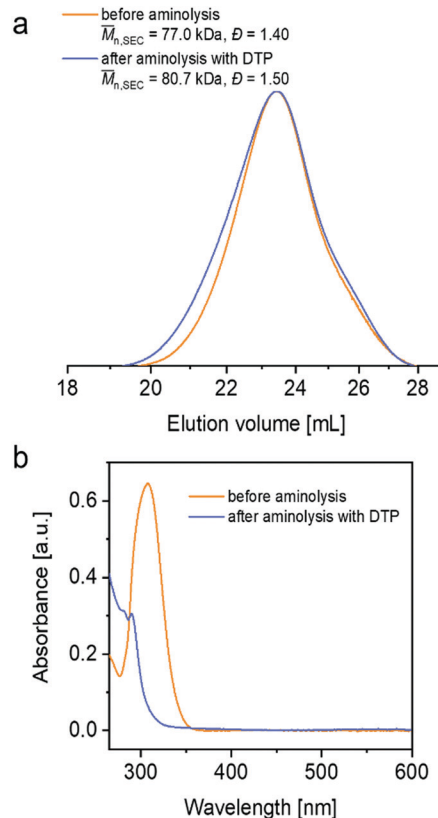 a
before aminolysis
M̅n,SEC = 77.0 kDa, Đ = 1.40
after aminolysis with DTP
M̅n,SEC = 80.7 kDa, Đ = 1.50
18 20 22 24 26 28
Elution volume [mL]
b
before aminolysis
after aminolysis with DTP
0.6
0.4
0.2
0.0
Absorbance [a.u.]
300 400 500 600
Wavelength [nm]